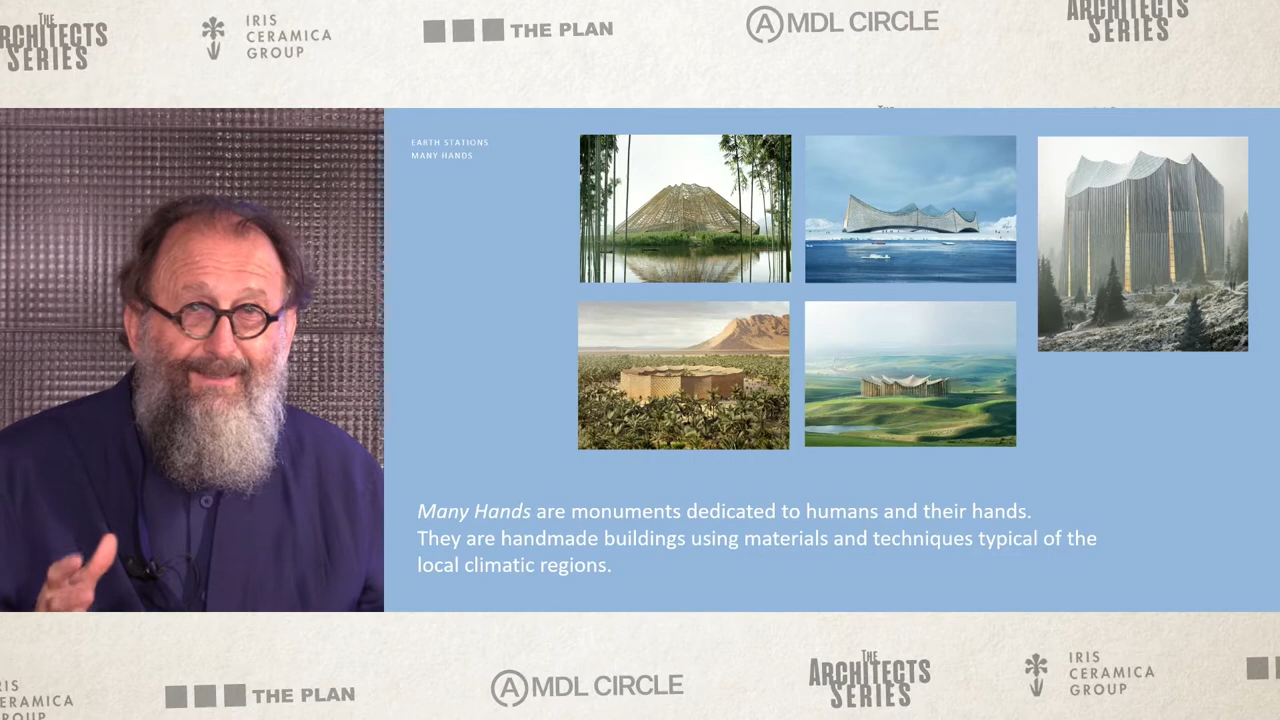 THE
ARCHITECTS
SERIES
IRIS
CERAMICA
GROUP
THE PLAN
A MDL CIRCLE
ARCHITECTS
SERIES
THE
EARTH STATIONS
MANY HANDS
Many Hands are monuments dedicated to humans and their hands.
They are handmade buildings using materials and techniques typical of the
local climatic regions.
IRIS
CERAMICA
GROUP
THE PLAN
A MDL CIRCLE
THE
ARCHITECTS
SERIES
IRIS
CERAMICA
GROUP